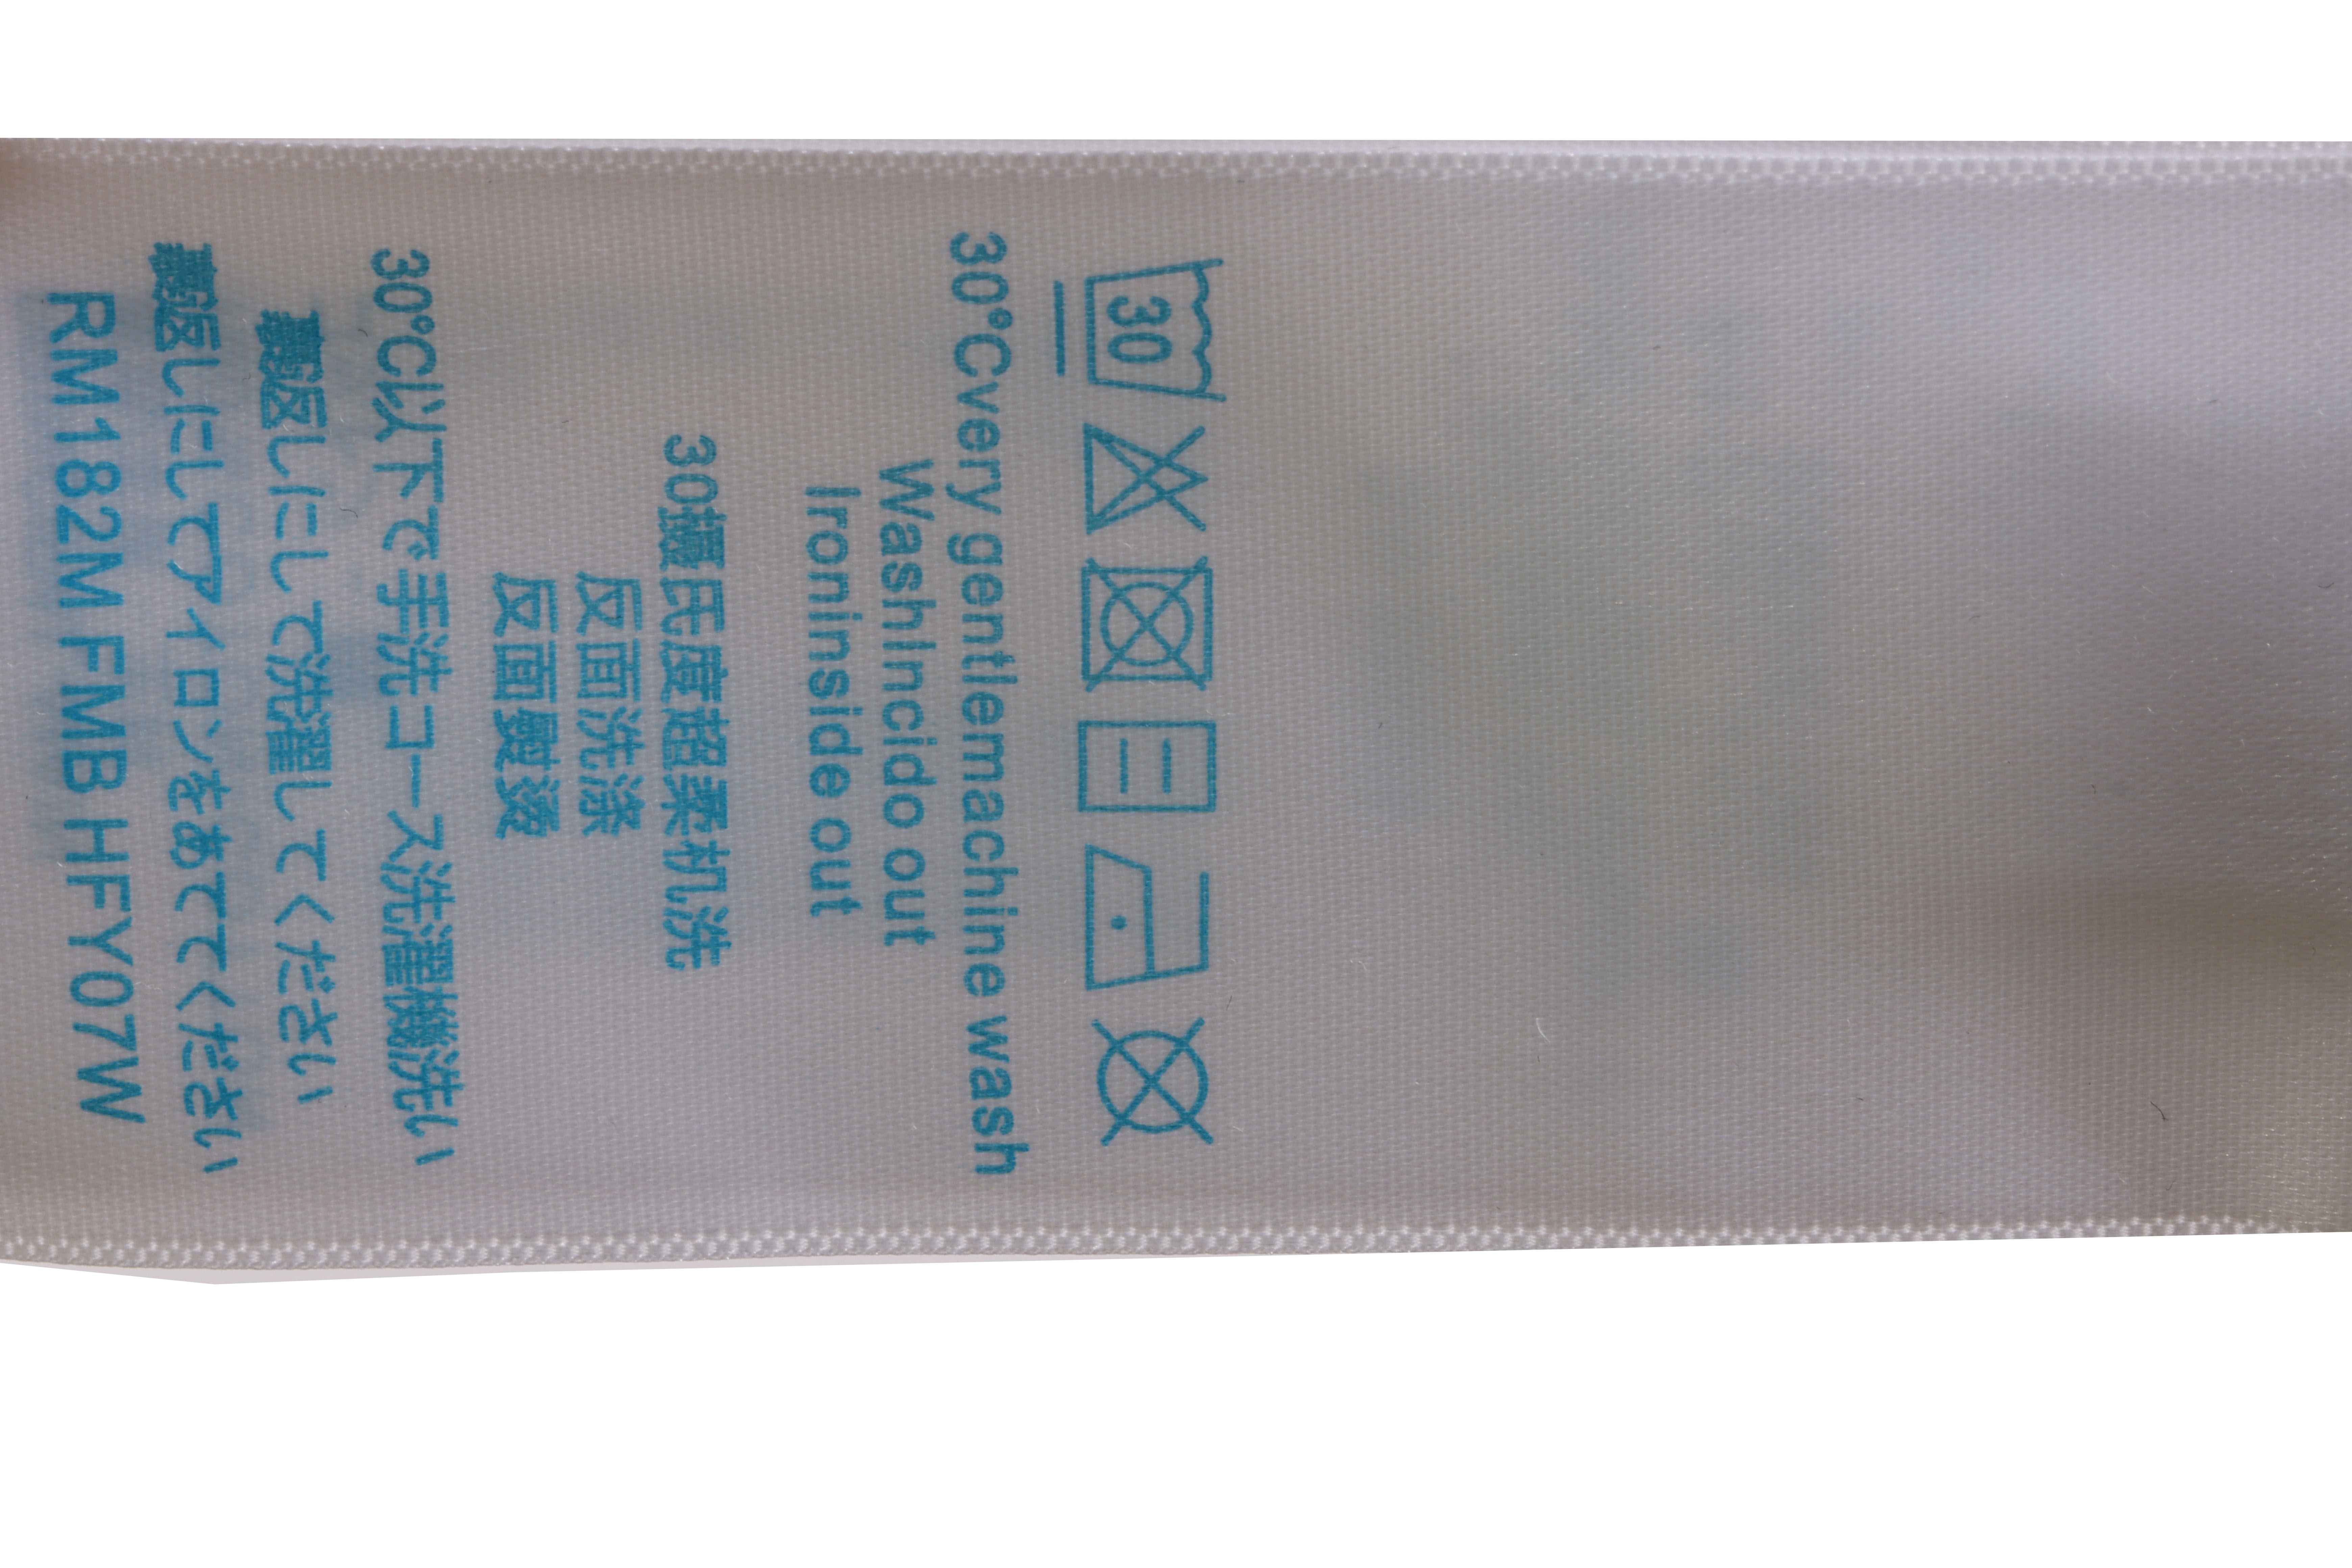 30
30°Cvery gentlemachine wash
WashIncido out
Ironinside out
30攝氏度超柔机洗
反面洗涤
反面熨烫
30°C以下で手洗コース洗濯機洗い
裏返しにして洗濯してください
裏返しにしてアイロンをあててください
RM182M FMB HFY07W